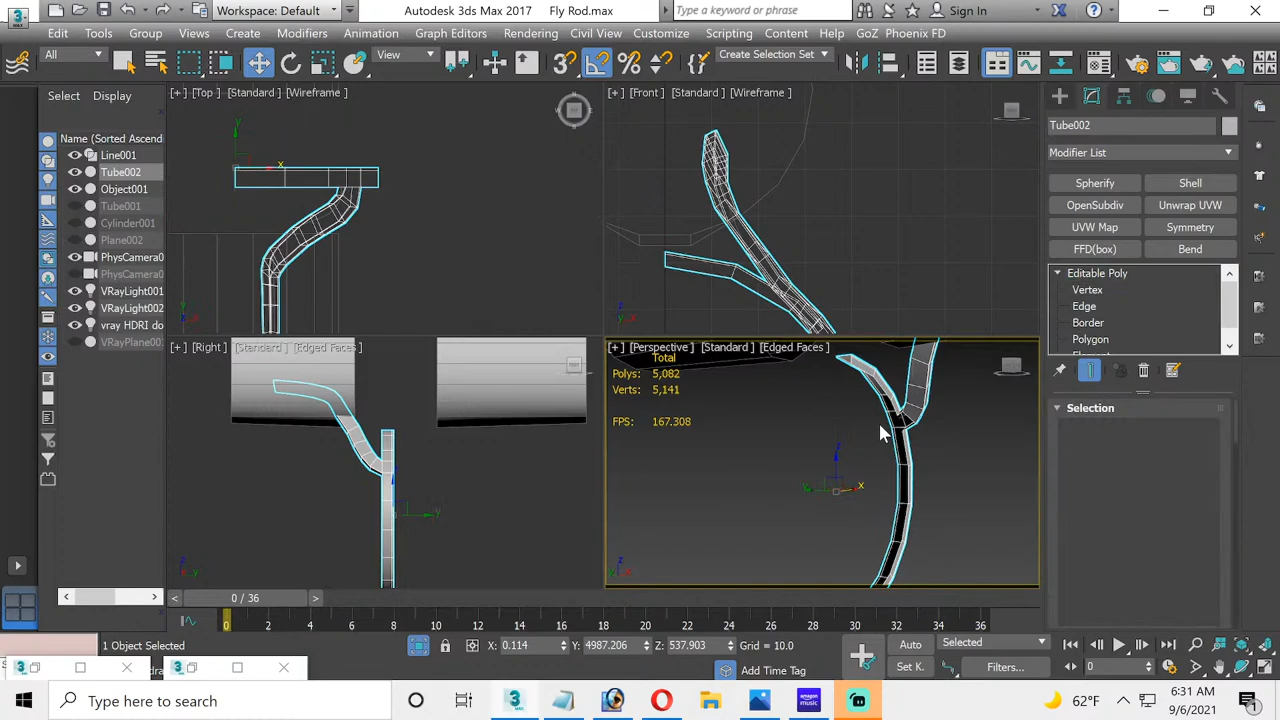 Workspace: Default
Autodesk 3ds Max 2017 Fly Rod.max
Type a keyword or phrase
Sign In
Edit Tools Group Views Create Modifiers Animation Graph Editors Rendering Civil View Customize Scripting Content Help GoZ Phoenix FD
All
View
Create Selection Set
Select Display
[+] [Top] [Standard] [Wireframe]
[+] [Front] [Standard] [Wireframe]
Tube002
Name (Sorted Ascend
Line001
Modifier List
Tube002
Spherify Shell
Object001
Tube001
OpenSubdiv Unwrap UVW
Cylinder001
UVW Map Symmetry
Plane002
FFD(box) Bend
PhysCamera0
PhysCamera0
Editable Poly
VRayLight001
Vertex
VRayLight002
Edge
vray HDRI do
Border
VRayPlane00
Polygon
[+] [Right] [Standard] [Edged Faces]
[+] [Perspective] [Standard] [Edged Faces]
Total
Polys: 5,082
Verts: 5,141
FPS: 167.308
Selection
0 / 36
0 2 4 6 8 10 12 14 16 18 20 22 24 26 28 30 32 34 36
1 Object Selected
X: 0.114 Y: 4987.206 Z: 537.903 Grid = 10.0
Auto Selected
Add Time Tag
Set K. Filters...
0
Type here to search
62°F
6:31 AM
9/6/2021